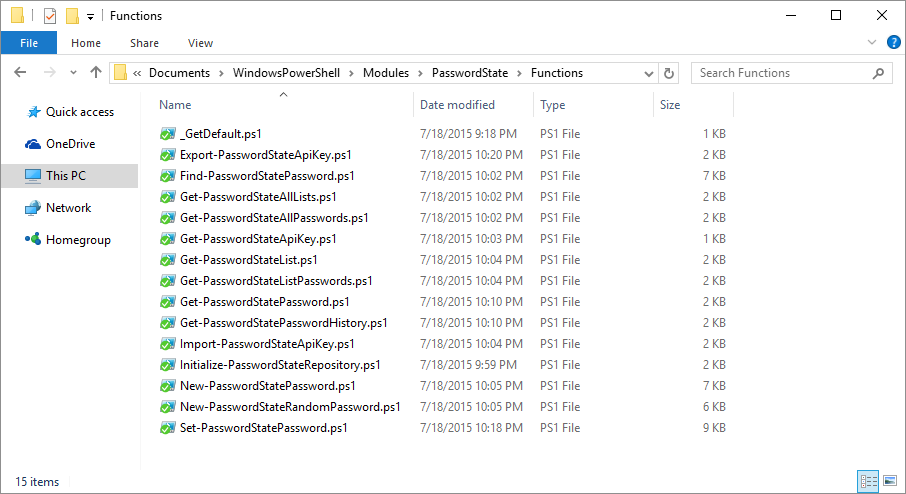 Functions
File Home Share View
« Documents > WindowsPowerShell > Modules > PasswordState > Functions Search Functions
Name Date modified Type Size
Quick access
OneDrive
This PC
Network
Homegroup
_GetDefault.ps1 7/18/2015 9:18 PM PS1 File 1 KB
Export-PasswordStateApiKey.ps1 7/18/2015 10:20 PM PS1 File 2 KB
Find-PasswordStatePassword.ps1 7/18/2015 10:02 PM PS1 File 7 KB
Get-PasswordStateAllLists.ps1 7/18/2015 10:02 PM PS1 File 2 KB
Get-PasswordStateAllPasswords.ps1 7/18/2015 10:02 PM PS1 File 2 KB
Get-PasswordStateApiKey.ps1 7/18/2015 10:03 PM PS1 File 1 KB
Get-PasswordStateList.ps1 7/18/2015 10:04 PM PS1 File 2 KB
Get-PasswordStateListPasswords.ps1 7/18/2015 10:04 PM PS1 File 2 KB
Get-PasswordStatePassword.ps1 7/18/2015 10:10 PM PS1 File 2 KB
Get-PasswordStatePasswordHistory.ps1 7/18/2015 10:10 PM PS1 File 2 KB
Import-PasswordStateApiKey.ps1 7/18/2015 10:04 PM PS1 File 2 KB
Initialize-PasswordStateRepository.ps1 7/18/2015 9:59 PM PS1 File 2 KB
New-PasswordStatePassword.ps1 7/18/2015 10:05 PM PS1 File 7 KB
New-PasswordStateRandomPassword.ps1 7/18/2015 10:05 PM PS1 File 6 KB
Set-PasswordStatePassword.ps1 7/18/2015 10:18 PM PS1 File 9 KB
15 items